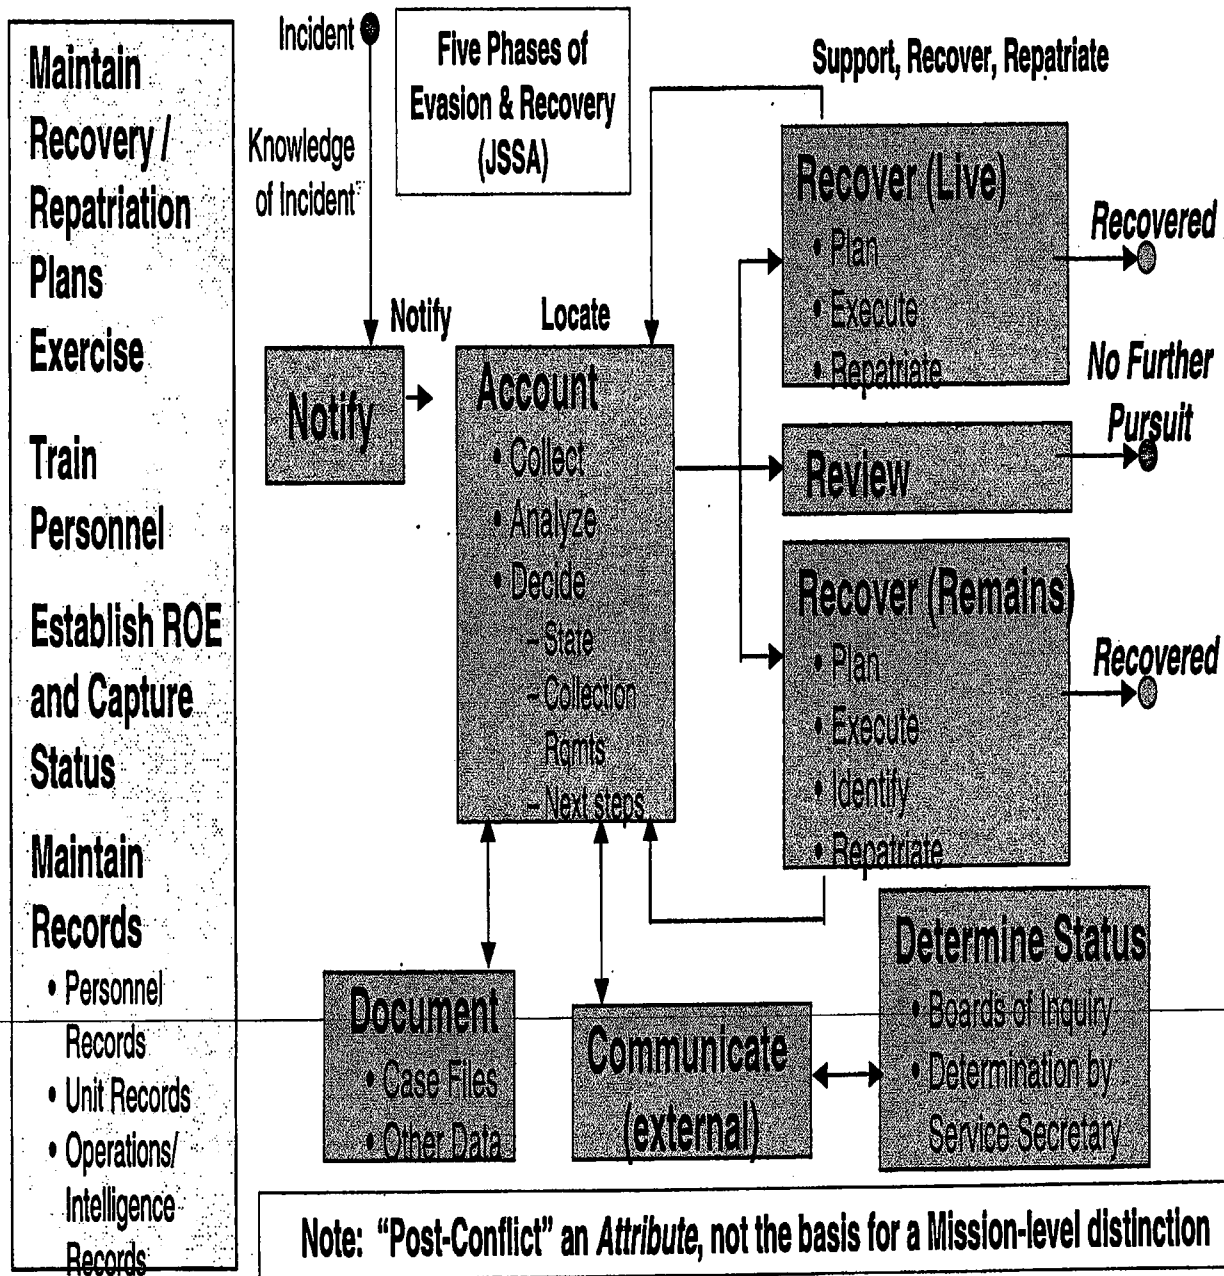 Maintain
Recovery /
Repatriation
Plans
Exercise
Train
Personnel
Establish ROE
and Capture
Status
Maintain
Records
• Personnel
Records
• Unit Records
• Operations/
Intelligence
Records
Incident
Knowledge
of Incident
Five Phases of
Evasion & Recovery
(JSSA)
Support, Recover, Repatriate
Notify
Locate
Notify
Account
• Collect
• Analyze
• Decide
– State
– Collection
Rqmts
– Next steps
Recover (Live)
• Plan
• Execute
• Repatriate
Recovered
Review
No Further
Pursuit
Recover (Remains)
• Plan
• Execute
• Identify
• Repatriate
Recovered
Document
• Case Files
• Other Data
Communicate
(external)
Determine Status
• Boards of Inquiry
• Determination by
Service Secretary
Note: "Post-Conflict" an Attribute, not the basis for a Mission-level distinction